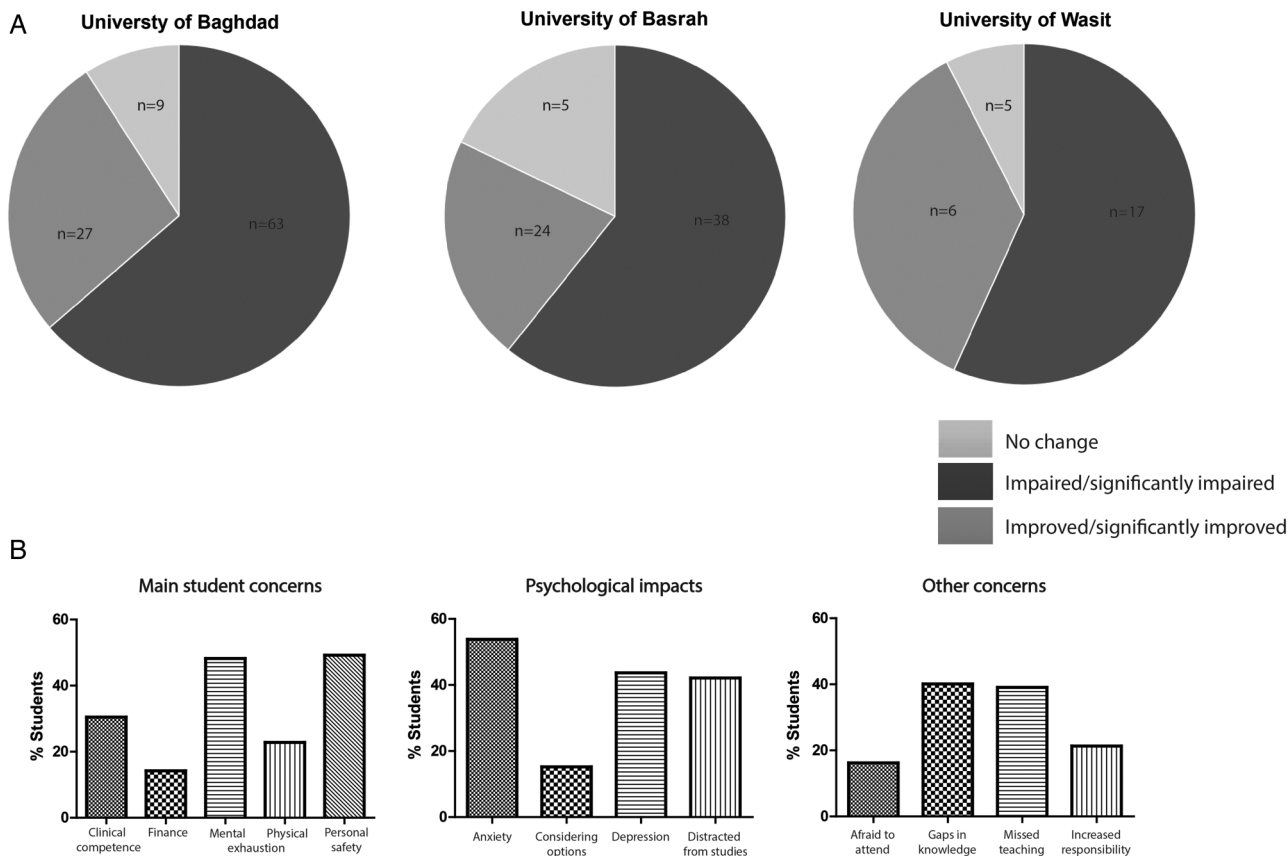 A
Universty of Baghdad
University of Basrah
University of Wasit
n=9
n=27
n=63
n=5
n=24
n=38
n=5
n=6
n=17
No change
Impaired/significantly impaired
Improved/significantly improved
B
Main student concerns
% Students
60
40
20
0
Clinical
competence
Finance
Mental
Physical
exhaustion
Personal
safety
Psychological impacts
% Students
60
40
20
0
Anxiety
Considering
options
Depression
Distracted
from studies
Other concerns
% Students
60
40
20
0
Afraid to
attend
Gaps in
knowledge
Missed
teaching
Increased
responsibility